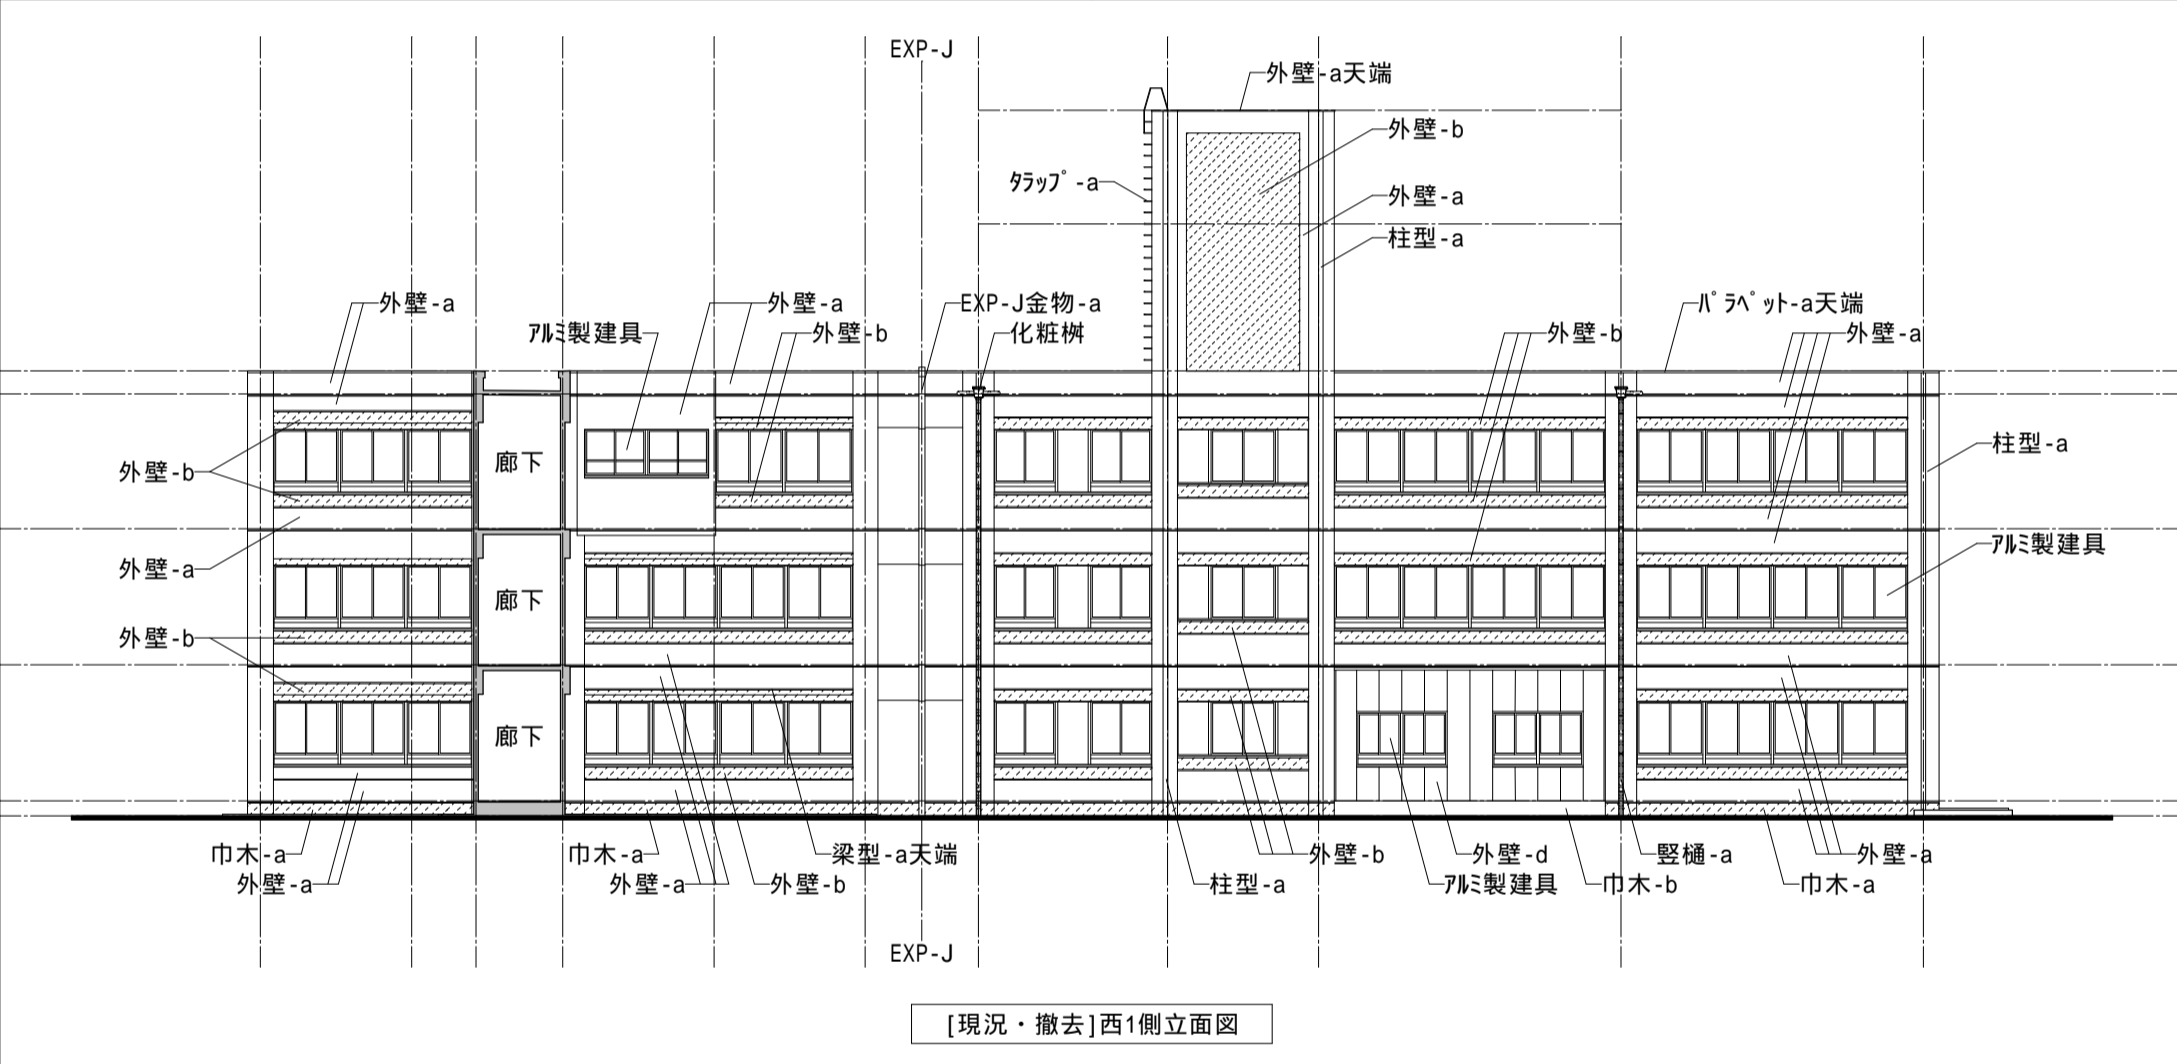 EXP-J
外壁-a天端
外壁-b
ﾀﾗｯﾌﾟ-a
外壁-a
柱型-a
外壁-a
外壁-a
EXP-J金物-a
ﾊﾟﾗﾍﾟｯﾄ-a天端
ｱﾙﾐ製建具
外壁-b
化粧桝
外壁-b
外壁-a
柱型-a
廊下
外壁-b
ｱﾙﾐ製建具
外壁-a
廊下
外壁-b
廊下
巾木-a
巾木-a
梁型-a天端
外壁-b
外壁-d
竪樋-a
外壁-a
外壁-a
外壁-a
外壁-b
柱型-a
ｱﾙﾐ製建具
巾木-b
巾木-a
EXP-J
[現況・撤去]西1側立面図